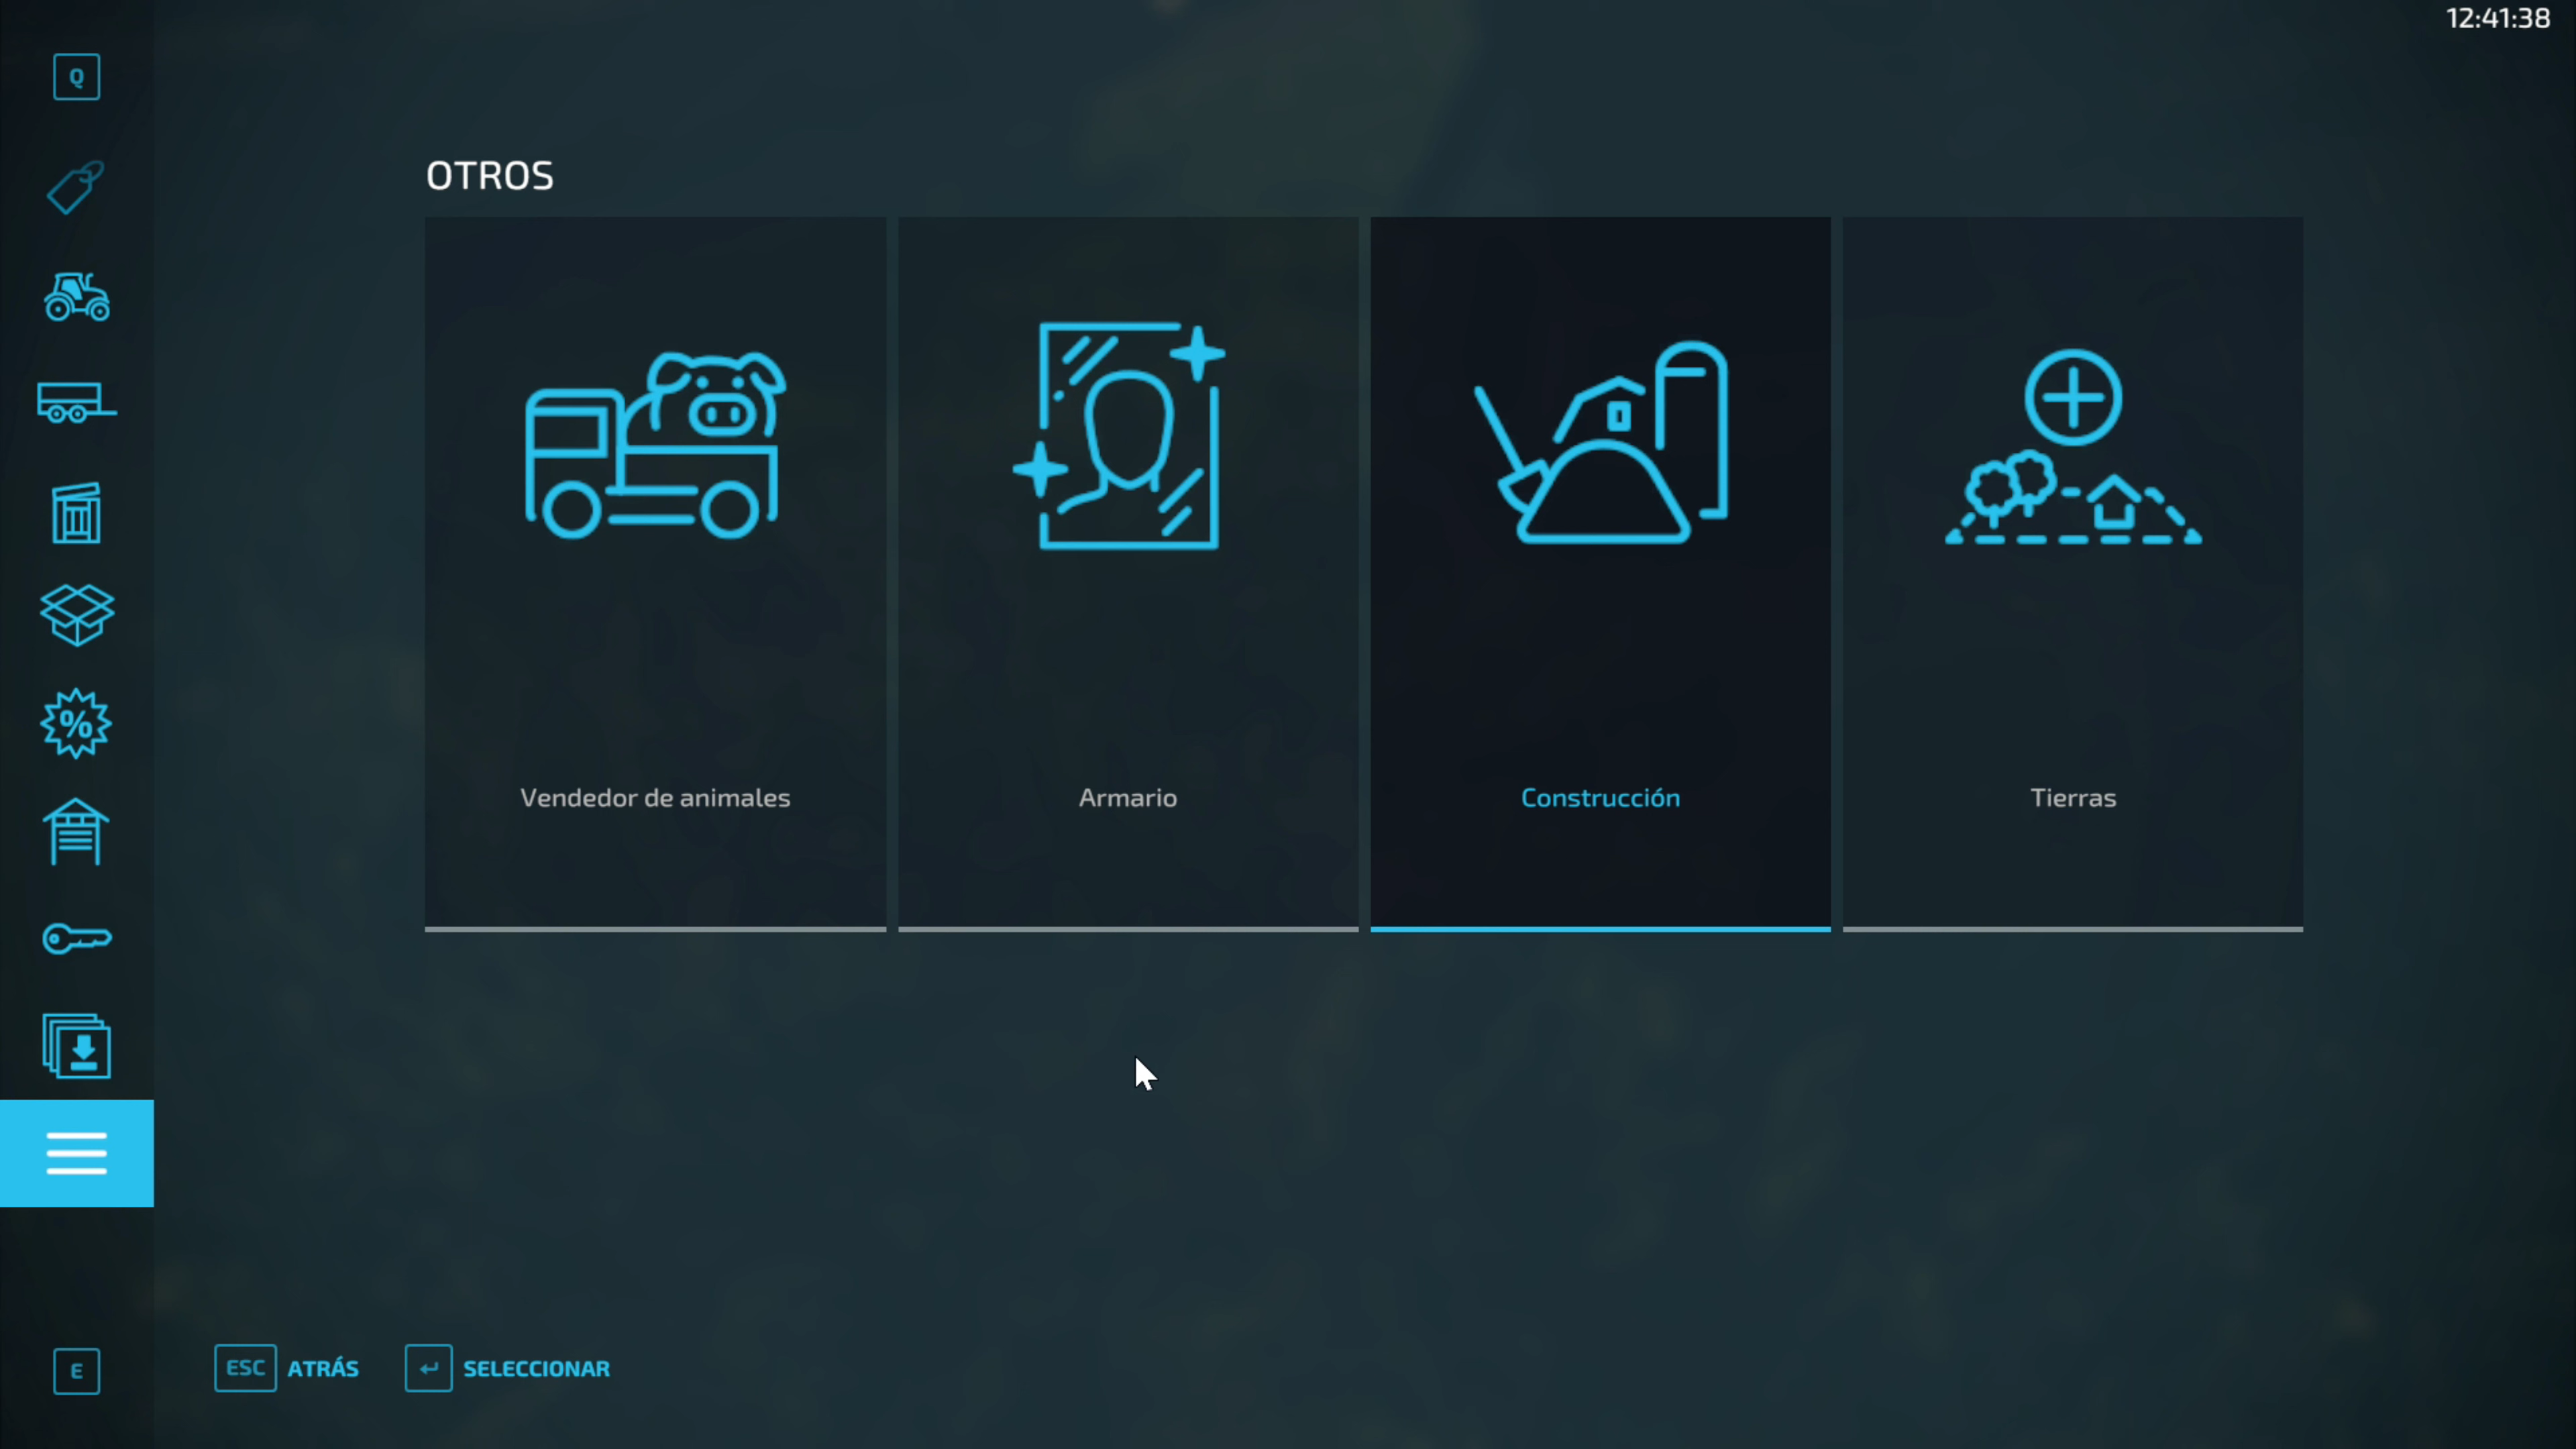 12:41:38
Q
OTROS
Vendedor de animales
Armario
Construcción
Tierras
%
E
ESC ATRÁS
SELECCIONAR